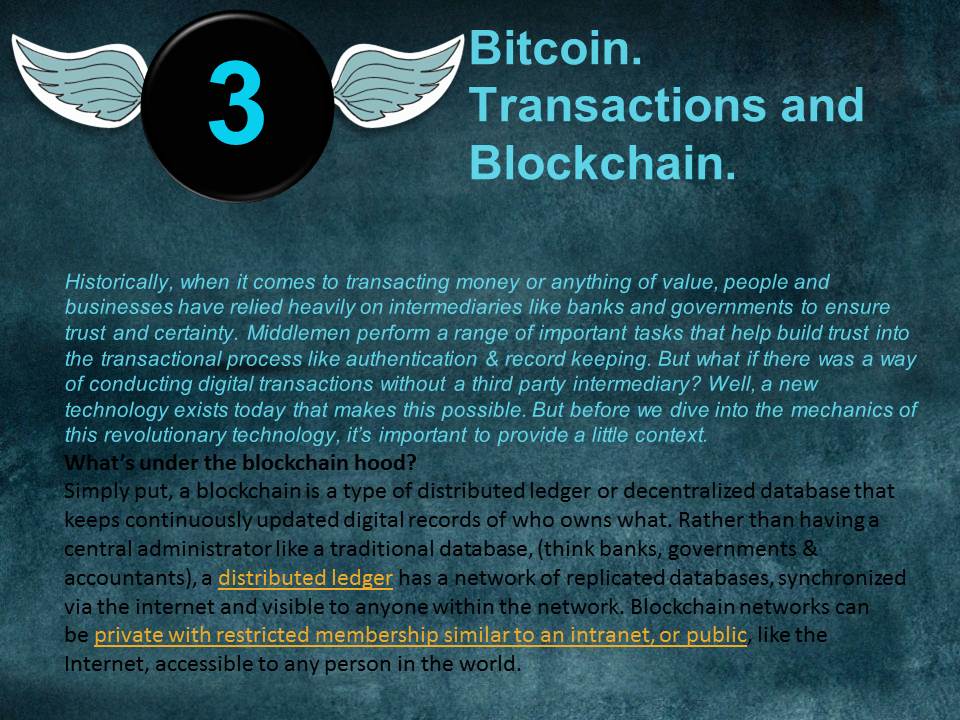 3
Bitcoin.
Transactions and
Blockchain.
Historically, when it comes to transacting money or anything of value, people and
businesses have relied heavily on intermediaries like banks and governments to ensure
trust and certainty. Middlemen perform a range of important tasks that help build trust into
the transactional process like authentication & record keeping. But what if there was a way
of conducting digital transactions without a third party intermediary? Well, a new
technology exists today that makes this possible. But before we dive into the mechanics of
this revolutionary technology, it’s important to provide a little context.
What’s under the blockchain hood?
Simply put, a blockchain is a type of distributed ledger or decentralized database that
keeps continuously updated digital records of who owns what. Rather than having a
central administrator like a traditional database, (think banks, governments &
accountants), a distributed ledger has a network of replicated databases, synchronized
via the internet and visible to anyone within the network. Blockchain networks can
be private with restricted membership similar to an intranet, or public, like the
Internet, accessible to any person in the world.